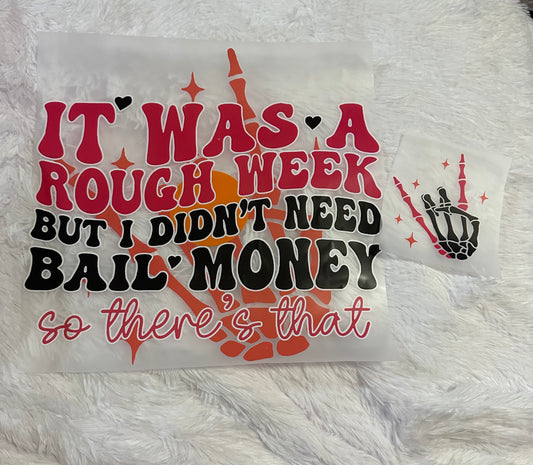 IT WAS A
ROUGH WEEK
BUT I DIDN'T NEED
BAIL MONEY
so there's that